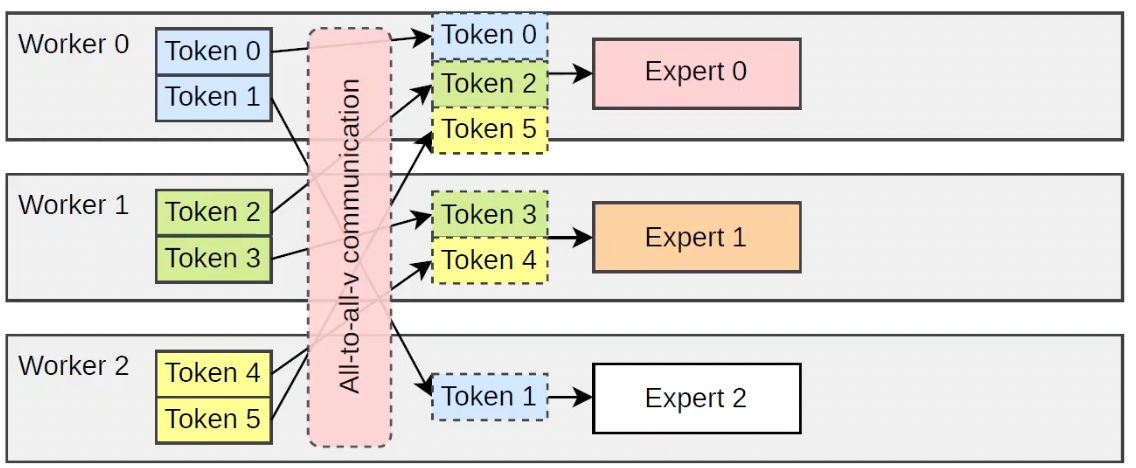 Worker 0
Token 0
Token 1
Token 0
Token 2
Token 5
Expert 0
All-to-all-v communication
Worker 1
Token 2
Token 3
Token 3
Token 4
Expert 1
Worker 2
Token 4
Token 5
Token 1
Expert 2